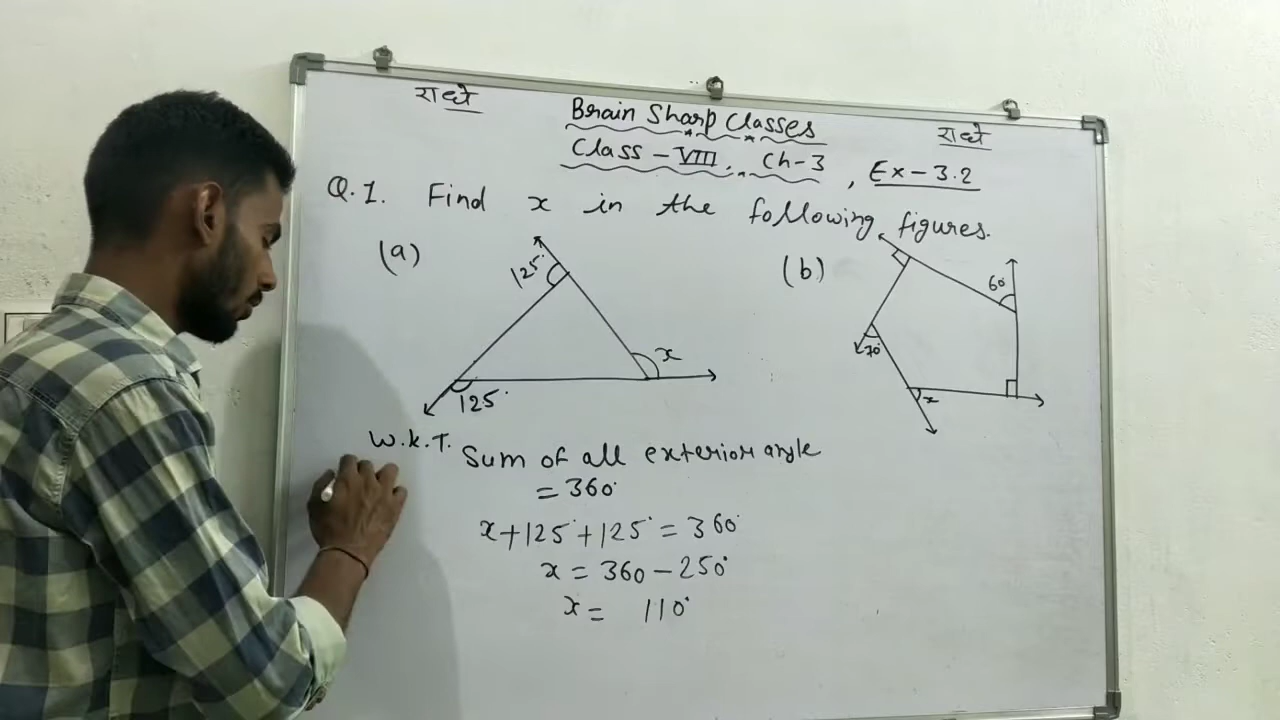 राधे
Brain Sharp Classes
राधे
Class - VIII, Ch-3, Ex-3.2
Q.1. Find x in the following figures.
(a)
125°
x
125°
(b)
60°
70°
x
W.K.T. Sum of all exterior angle
= 360°
x+125°+125° = 360°
x = 360 - 250°
x = 110°